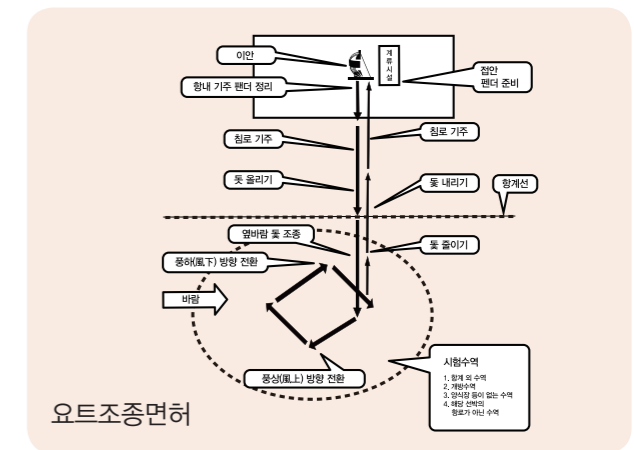 이안
계류시설
접안
펜더 준비
항내 기주 팬더 정리
침로 기주
침로 기주
돗 올리기
돛 내리기
항계선
옆바람 돛 조종
돛 줄이기
풍하(風下) 방향 전환
바람
풍상(風上) 방향 전환
시험수역
1. 항계 외 수역
2. 개방수역
3. 양식장 등이 없는 수역
4. 해당 선박의
항로가 아닌 수역
요트조종면허